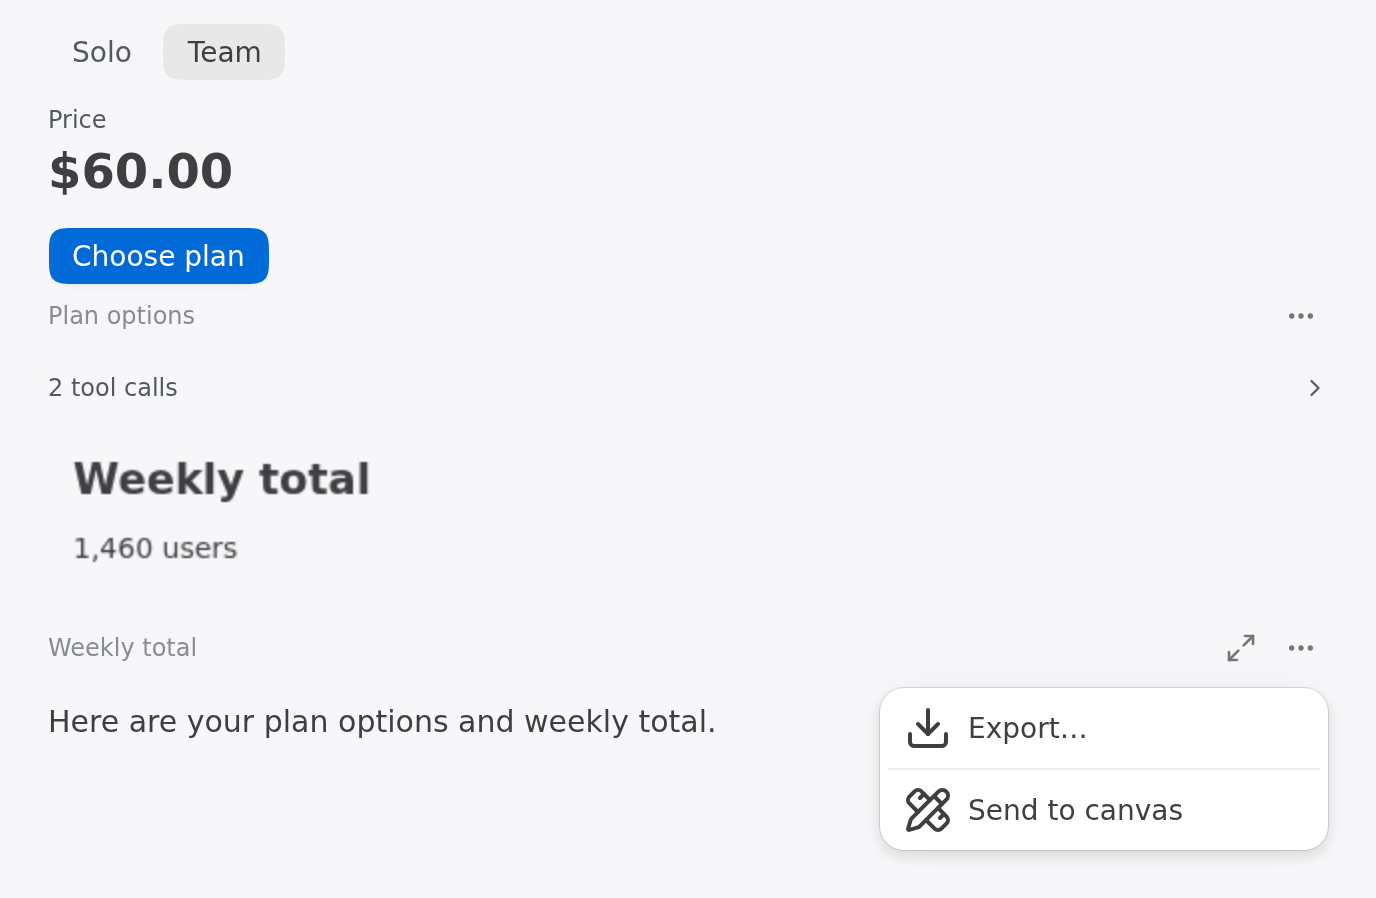 Solo Team
Price
$60.00
Choose plan
Plan options
2 tool calls
Weekly total
1,460 users
Weekly total
Here are your plan options and weekly total.
Export…
Send to canvas